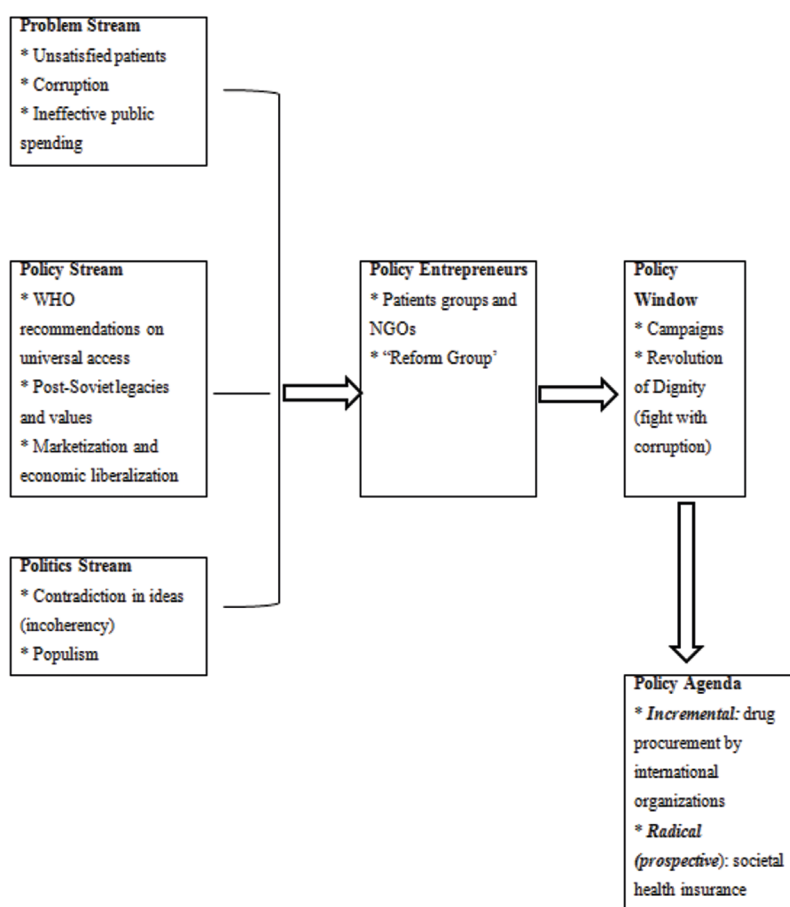 Problem Stream
* Unsatisfied patients
* Corruption
* Ineffective public
spending
Policy Stream
* WHO
recommendations on
universal access
* Post-Soviet legacies
and values
* Marketization and
economic liberalization
Politics Stream
* Contradiction in ideas
(incoherency)
* Populism
Policy Entrepreneurs
* Patients groups and
NGOs
* “Reform Group’
Policy
Window
* Campaigns
* Revolution
of Dignity
(fight with
corruption)
Policy Agenda
* Incremental: drug
procurement by
international
organizations
* Radical
(prospective): societal
health insurance